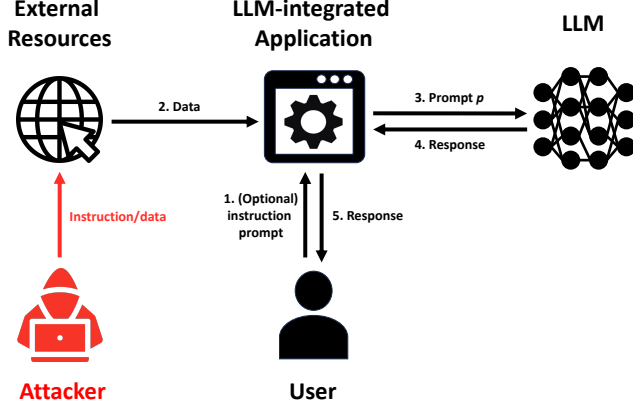 External
Resources
LLM-integrated
Application
LLM
2. Data
3. Prompt p
4. Response
Instruction/data
1. (Optional)
instruction
prompt
5. Response
Attacker
User